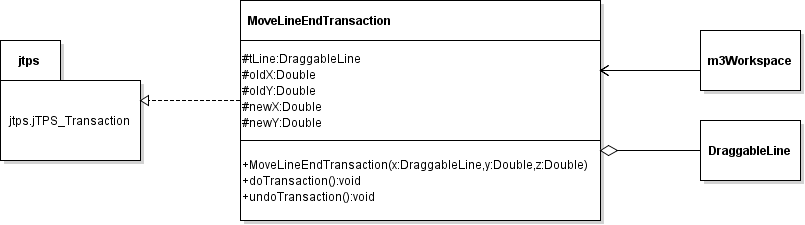 jtps
jtps.jTPS_Transaction
MoveLineEndTransaction
#tLine:DraggableLine
#oldX:Double
#oldY:Double
#newX:Double
#newY:Double
+MoveLineEndTransaction(x:DraggableLine,y:Double,z:Double)
+doTransaction():void
+undoTransaction():void
m3Workspace
DraggableLine